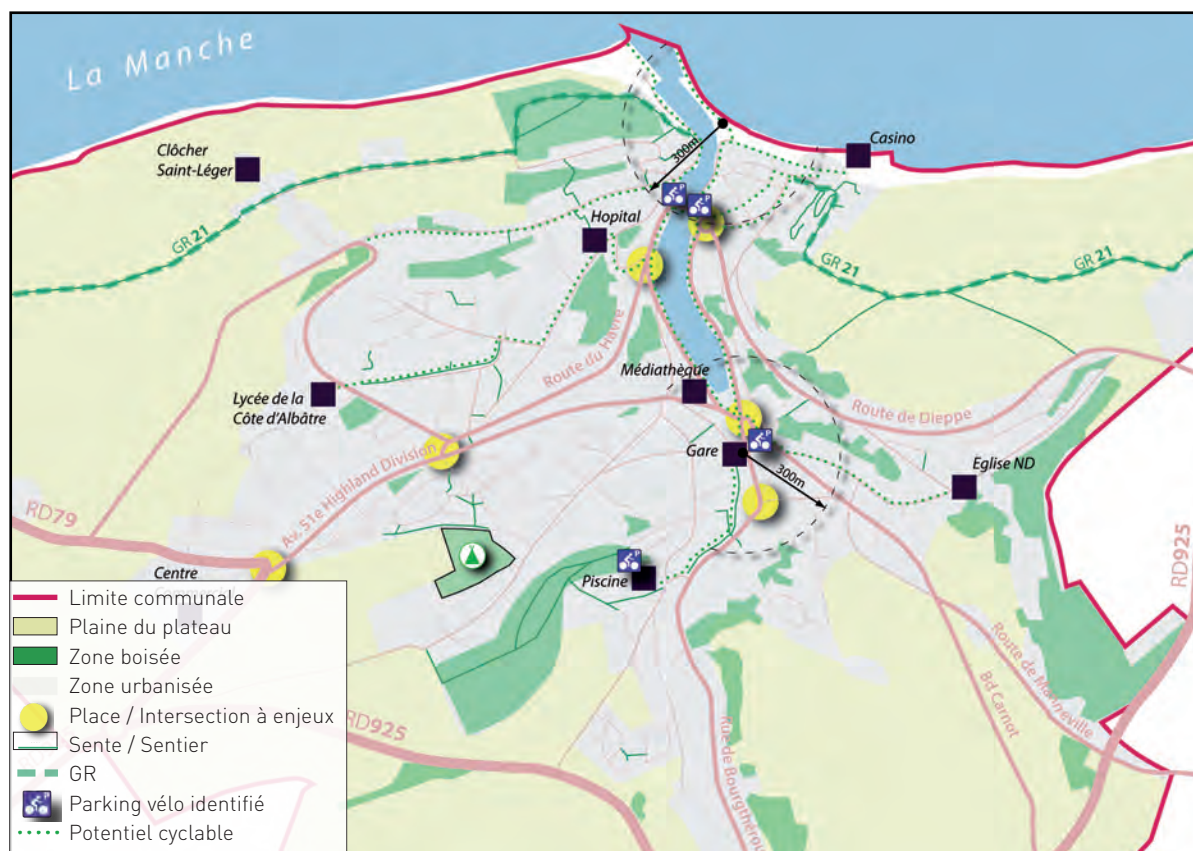 La Manche
Clôcher
Saint-Léger
Casino
300m
P
P
Hopital
GR 21
GR 21
GR 21
Route du Havre
Médiathèque
Lycée de la
Côte d'Albâtre
Route de Dieppe
P
Gare
300m
Eglise ND
Av. 51e Highland Division
RD79
Centre
P
Piscine
RD925
Route de Manneville
Bd Carnot
RD925
Limite communale
Plaine du plateau
Zone boisée
Zone urbanisée
Place / Intersection à enjeux
Sente / Sentier
GR
P
Parking vélo identifié
Potentiel cyclable